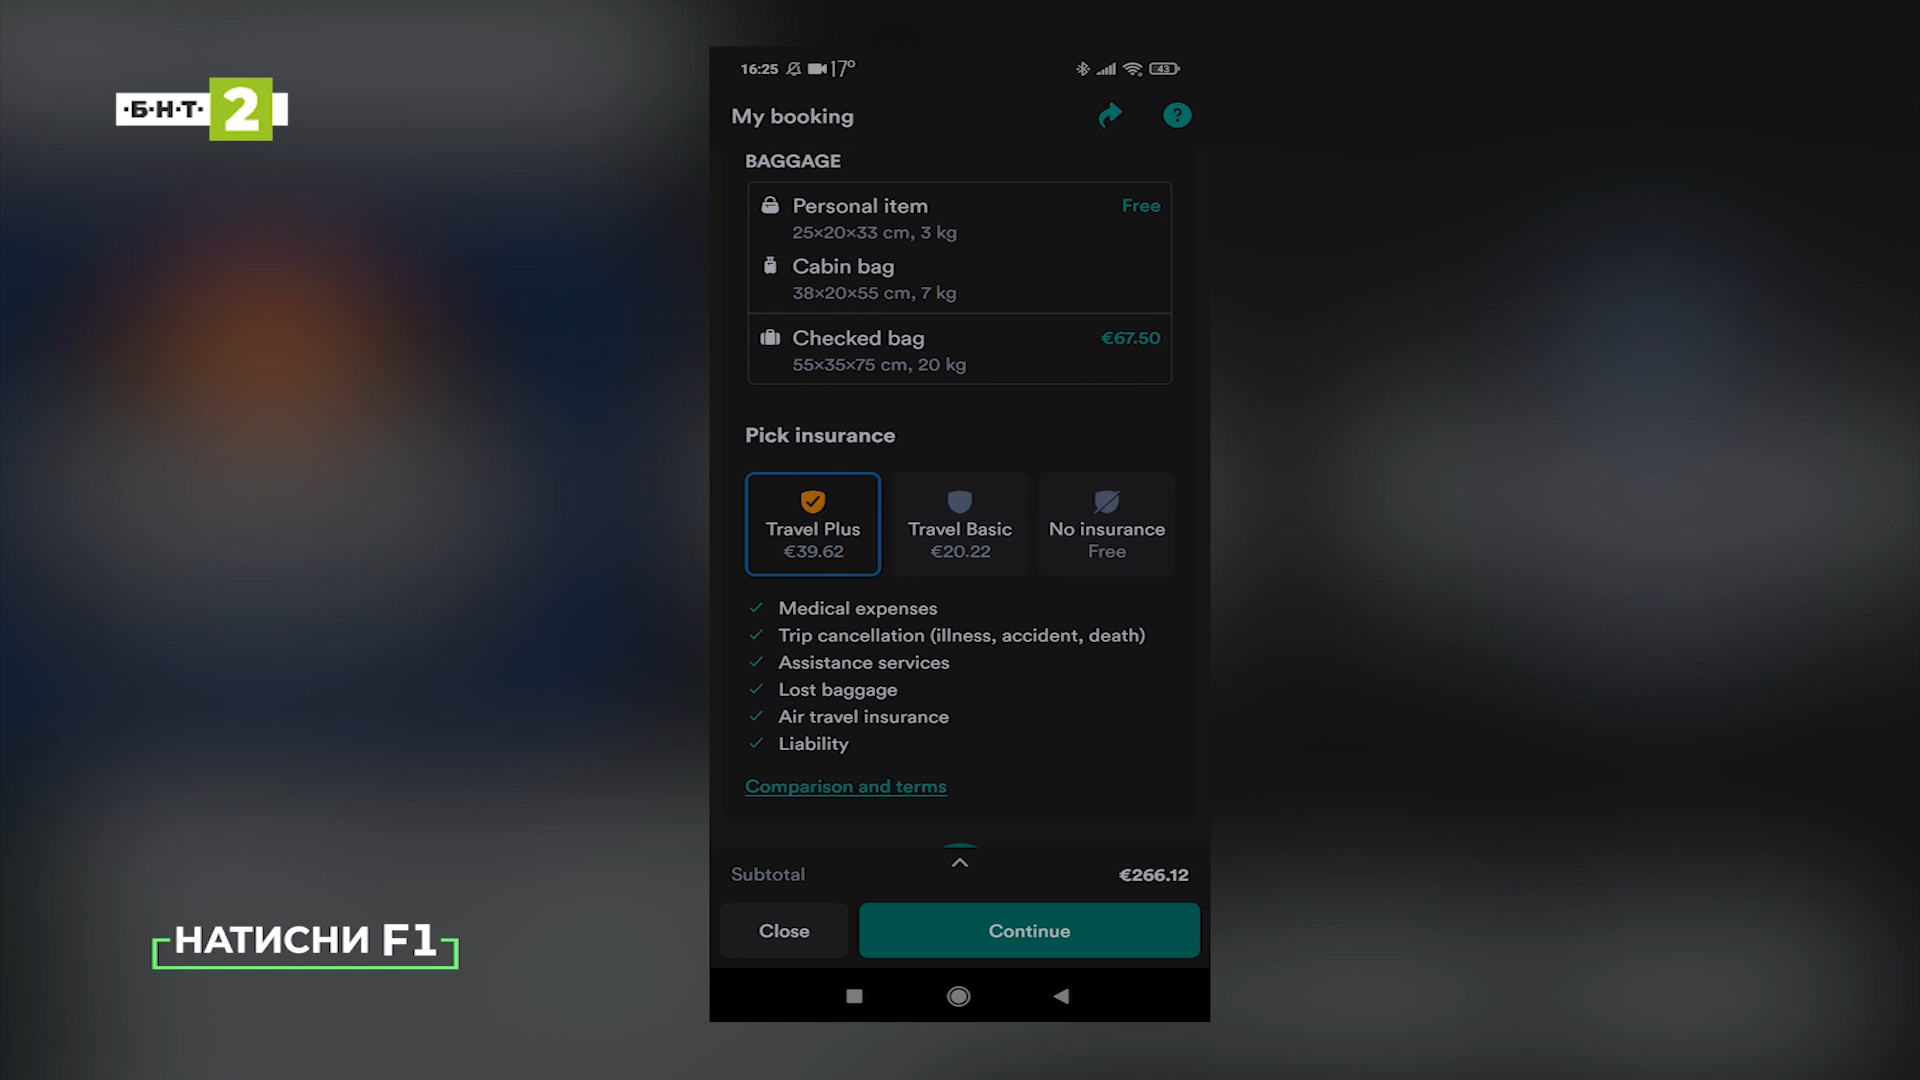 ·Б·Н·Т· 2
16:25 17° 43
My booking ?
BAGGAGE
Personal item Free
25×20×33 cm, 3 kg
Cabin bag
38×20×55 cm, 7 kg
Checked bag €67.50
55×35×75 cm, 20 kg
Pick insurance
Travel Plus Travel Basic No insurance
€39.62 €20.22 Free
Medical expenses
Trip cancellation (illness, accident, death)
Assistance services
Lost baggage
Air travel insurance
Liability
Comparison and terms
Subtotal €266.12
Close Continue
НАТИСНИ F1